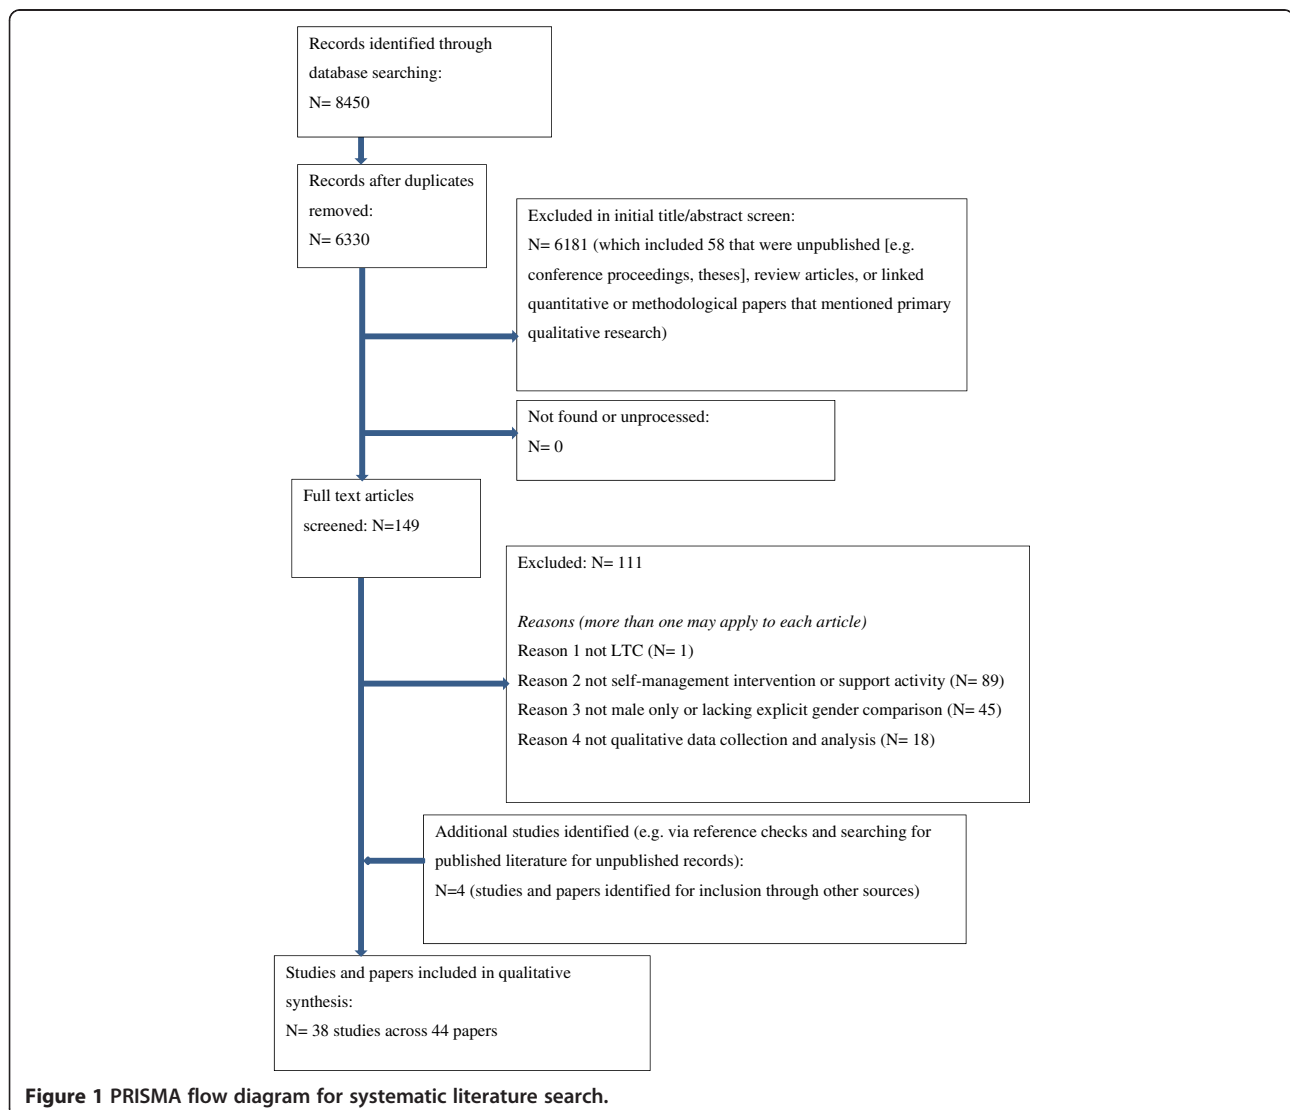 Records identified through
database searching:
N= 8450
Records after duplicates
removed:
N= 6330
Excluded in initial title/abstract screen:
N= 6181 (which included 58 that were unpublished [e.g.
conference proceedings, theses], review articles, or linked
quantitative or methodological papers that mentioned primary
qualitative research)
Not found or unprocessed:
N= 0
Full text articles
screened: N=149
Excluded: N= 111
Reasons (more than one may apply to each article)
Reason 1 not LTC (N= 1)
Reason 2 not self-management intervention or support activity (N= 89)
Reason 3 not male only or lacking explicit gender comparison (N= 45)
Reason 4 not qualitative data collection and analysis (N= 18)
Additional studies identified (e.g. via reference checks and searching for
published literature for unpublished records):
N=4 (studies and papers identified for inclusion through other sources)
Studies and papers included in qualitative
synthesis:
N= 38 studies across 44 papers
Figure 1 PRISMA flow diagram for systematic literature search.